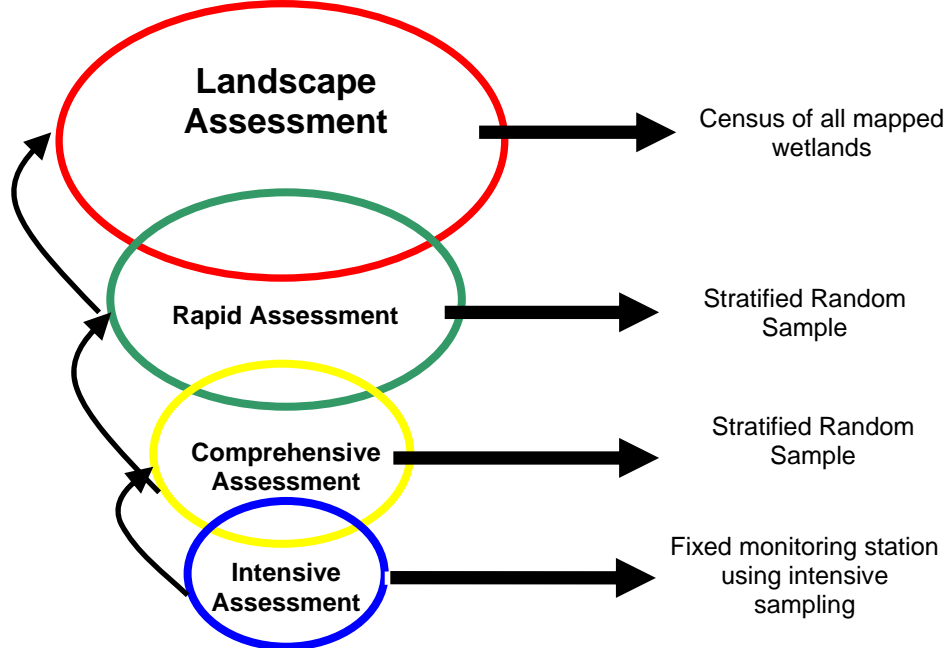 Landscape
Assessment
Census of all mapped
wetlands
Rapid Assessment
Stratified Random
Sample
Comprehensive
Assessment
Stratified Random
Sample
Intensive
Assessment
Fixed monitoring station
using intensive
sampling